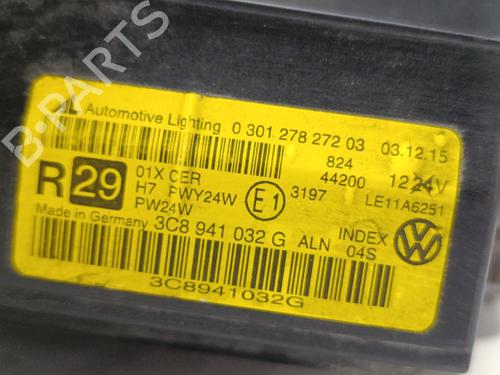 B-PARTS
AL Automotive Lighting 0 301 278 272 03 03.12.15
824
44200 12 24V
R 29 01X CER
H7 PWY24W E1 3197 LE11A6251
PW24W
Made in Germany 3C8 941 032 G ALN INDEX
04S
3C8941032G